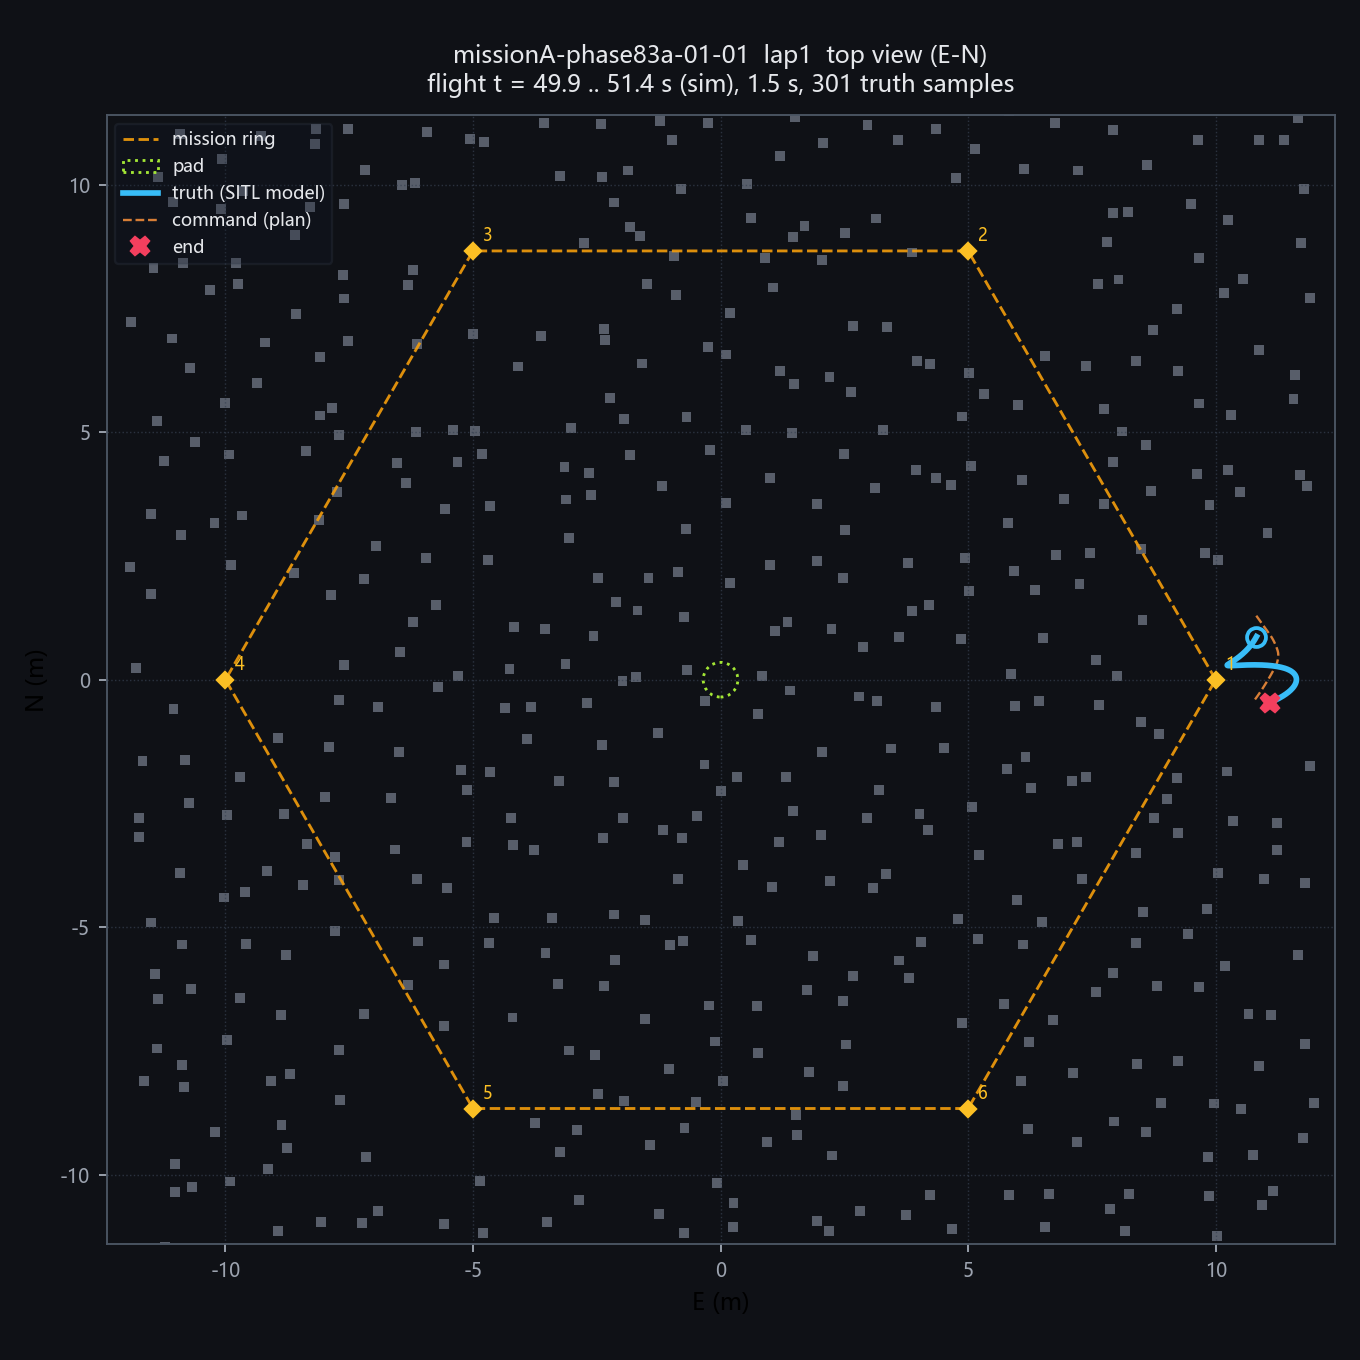 missionA-phase83a-01-01  lap1  top view (E-N)
flight t = 49.9 .. 51.4 s (sim), 1.5 s, 301 truth samples
mission ring
pad
truth (SITL model)
command (plan)
end
3
2
4
1
5
6
10
5
0
-5
-10
N (m)
-10
-5
0
5
10
E (m)